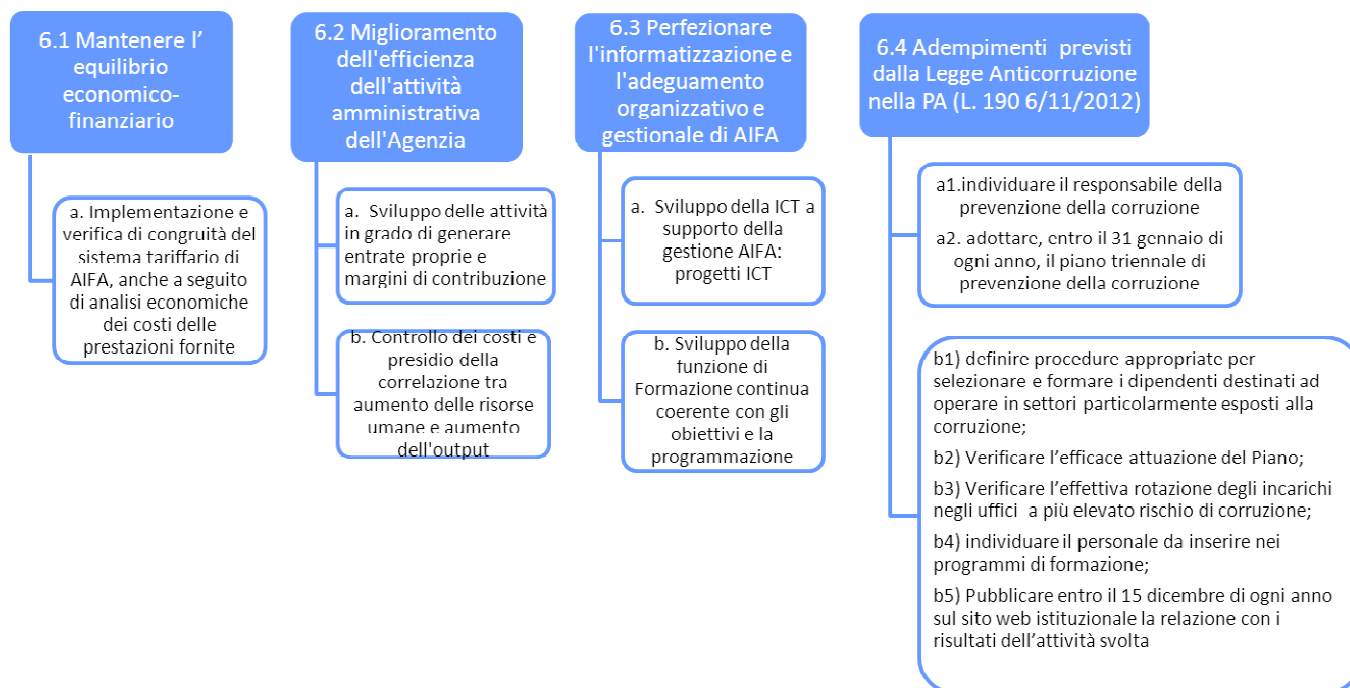 6.1 Mantenere l'
equilibrio
economico-
finanziario
a. Implementazione e
verifica di congruità del
sistema tariffario di
AIFA, anche a seguito
di analisi economiche
dei costi delle
prestazioni fornite
6.2 Miglioramento
dell'efficienza
dell'attività
amministrativa
dell'Agenzia
a. Sviluppo delle attività
in grado di generare
entrate proprie e
margini di contribuzione
b. Controllo dei costi e
presidio della
correlazione tra
aumento delle risorse
umane e aumento
dell'output
6.3 Perfezionare
l'informatizzazione e
l'adeguamento
organizzativo e
gestionale di AIFA
a. Sviluppo della ICT a
supporto della
gestione AIFA:
progetti ICT
b. Sviluppo della
funzione di
Formazione continua
coerente con gli
obiettivi e la
programmazione
6.4 Adempimenti previsti
dalla Legge Anticorruzione
nella PA (L. 190 6/11/2012)
a1.individuare il responsabile della
prevenzione della corruzione
a2. adottare, entro il 31 gennaio di
ogni anno, il piano triennale di
prevenzione della corruzione
b1) definire procedure appropriate per
selezionare e formare i dipendenti destinati ad
operare in settori particolarmente esposti alla
corruzione;
b2) Verificare l'efficace attuazione del Piano;
b3) Verificare l'effettiva rotazione degli incarichi
negli uffici a più elevato rischio di corruzione;
b4) individuare il personale da inserire nei
programmi di formazione;
b5) Pubblicare entro il 15 dicembre di ogni anno
sul sito web istituzionale la relazione con i
risultati dell'attività svolta